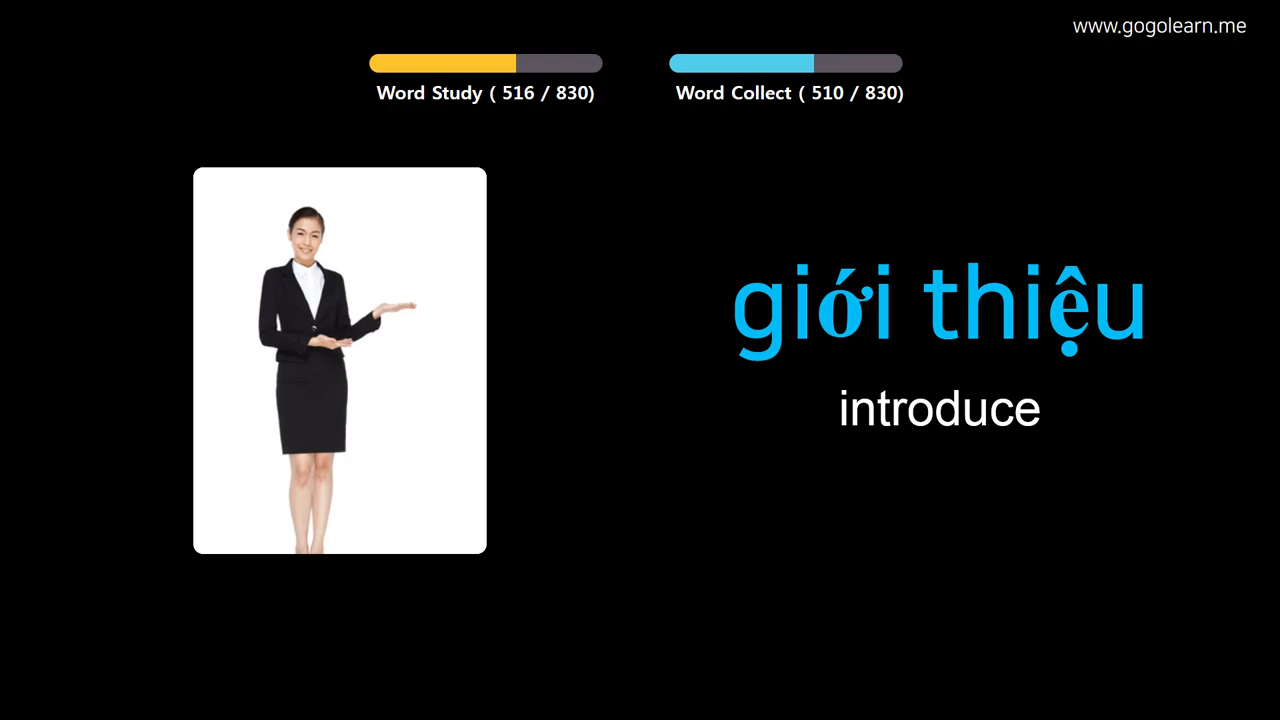 www.gogolearn.me
Word Study ( 516 / 830)
Word Collect ( 510 / 830)
giới thiệu
introduce